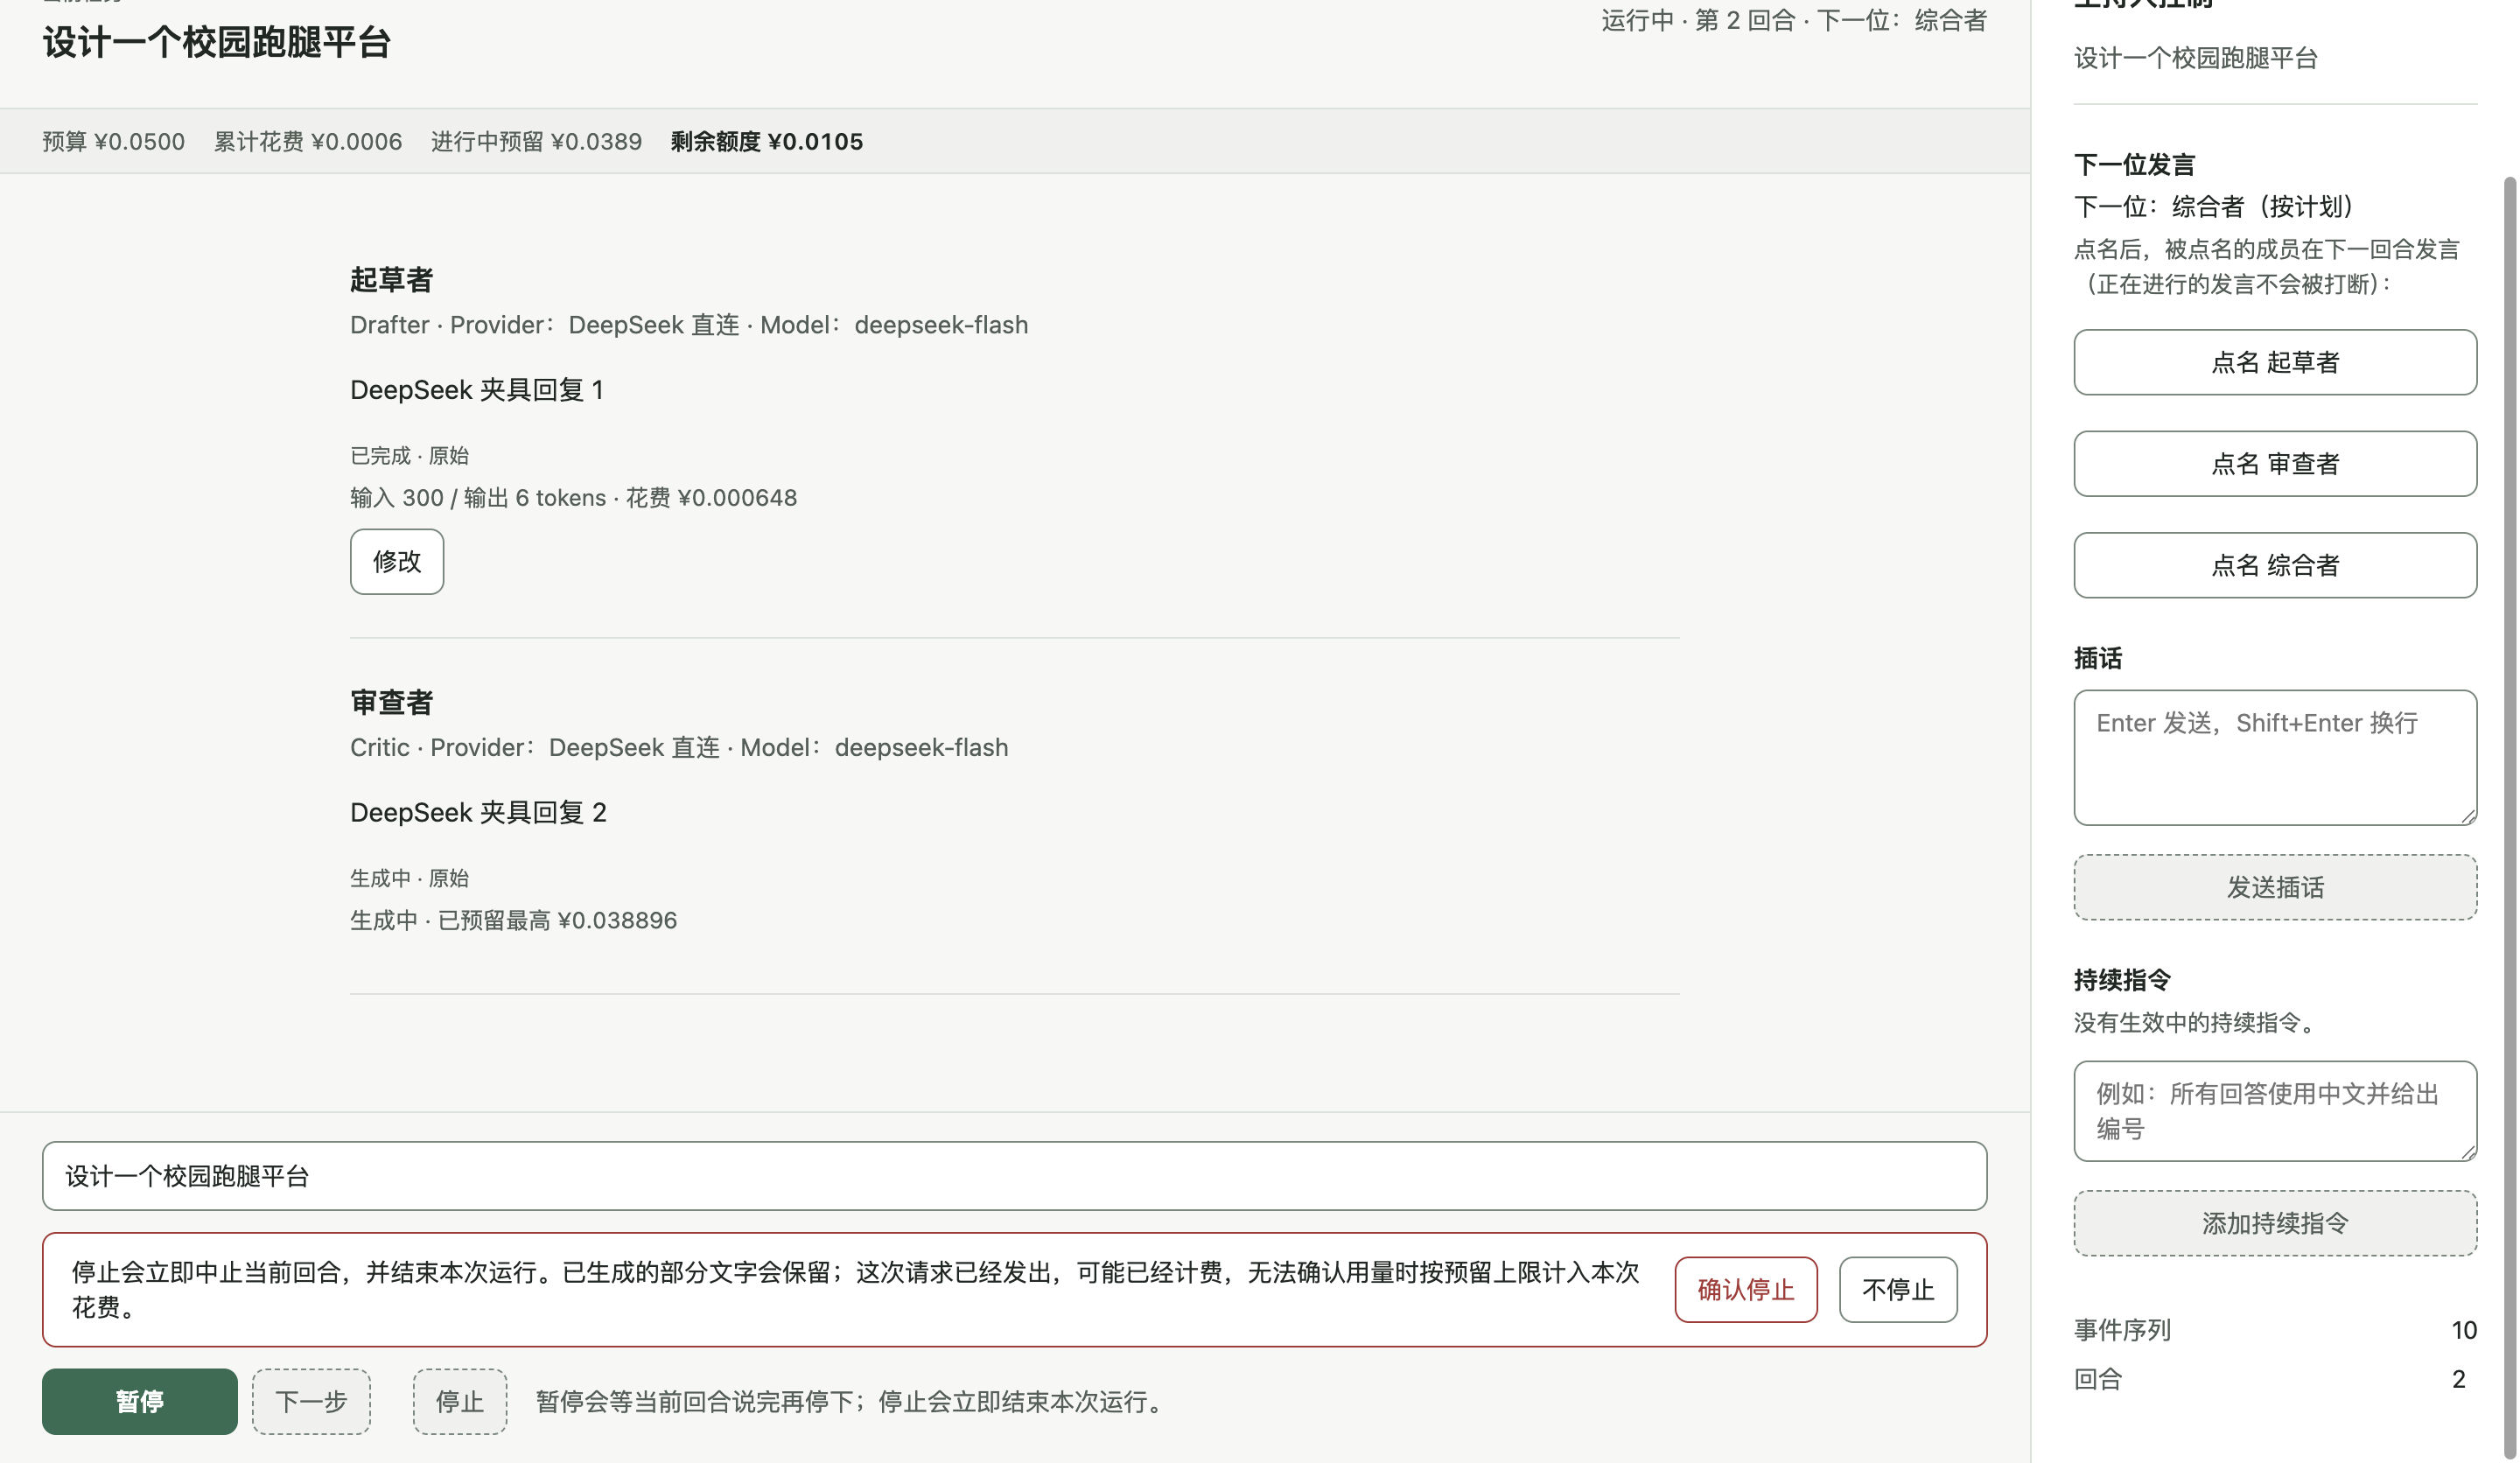 设计一个校园跑腿平台
运行中 · 第 2 回合 · 下一位：综合者
预算 ¥0.0500 累计花费 ¥0.0006 进行中预留 ¥0.0389 剩余额度 ¥0.0105
起草者
Drafter · Provider：DeepSeek 直连 · Model：deepseek-flash
DeepSeek 夹具回复 1
已完成 · 原始
输入 300 / 输出 6 tokens · 花费 ¥0.000648
修改
审查者
Critic · Provider：DeepSeek 直连 · Model：deepseek-flash
DeepSeek 夹具回复 2
生成中 · 原始
生成中 · 已预留最高 ¥0.038896
设计一个校园跑腿平台
停止会立即中止当前回合，并结束本次运行。已生成的部分文字会保留；这次请求已经发出，可能已经计费，无法确认用量时按预留上限计入本次
花费。
确认停止
不停止
暂停
下一步
停止
暂停会等当前回合说完再停下；停止会立即结束本次运行。
设计一个校园跑腿平台
下一位发言
下一位：综合者（按计划）
点名后，被点名的成员在下一回合发言
（正在进行的发言不会被打断）：
点名 起草者
点名 审查者
点名 综合者
插话
Enter 发送，Shift+Enter 换行
发送插话
持续指令
没有生效中的持续指令。
例如：所有回答使用中文并给出
编号
添加持续指令
事件序列 10
回合 2